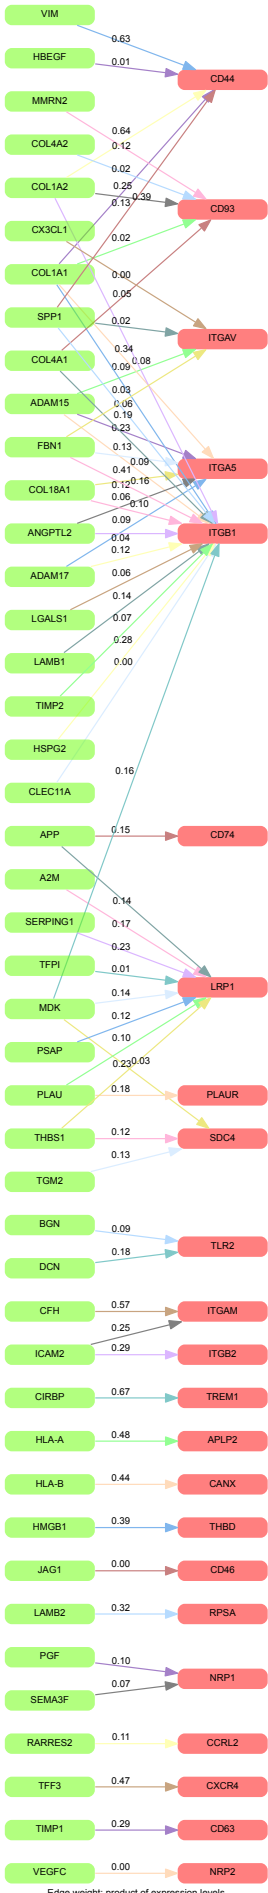 VIM
0.63
HBEGF
0.01
CD44
MMRN2
0.64
COL4A2
0.12
0.02
COL1A2
0.25
0.39
0.13
CD93
CX3CL1
0.02
COL1A1
0.00
0.05
SPP1
0.02
ITGAV
COL4A1
0.34
0.08
0.09
ADAM15
0.03
0.06
0.19
0.23
FBN1
0.13
0.09
ITGA5
0.41
0.16
COL18A1
0.12
0.06
0.10
ANGPTL2
0.09
0.04
ITGB1
0.12
ADAM17
0.06
0.14
LGALS1
0.07
0.28
LAMB1
0.00
TIMP2
HSPG2
0.16
CLEC11A
APP
0.15
CD74
A2M
0.14
SERPING1
0.17
0.23
TFPI
0.01
LRP1
0.14
MDK
0.12
PSAP
0.10
0.23
0.03
PLAU
0.18
PLAUR
THBS1
0.12
SDC4
0.13
TGM2
BGN
0.09
TLR2
DCN
0.18
CFH
0.57
ITGAM
0.25
ICAM2
0.29
ITGB2
CIRBP
0.67
TREM1
HLA-A
0.48
APLP2
HLA-B
0.44
CANX
HMGB1
0.39
THBD
JAG1
0.00
CD46
LAMB2
0.32
RPSA
PGF
0.10
NRP1
SEMA3F
0.07
RARRES2
0.11
CCRL2
TFF3
0.47
CXCR4
TIMP1
0.29
CD63
VEGFC
0.00
NRP2
Edge weight: product of expression levels